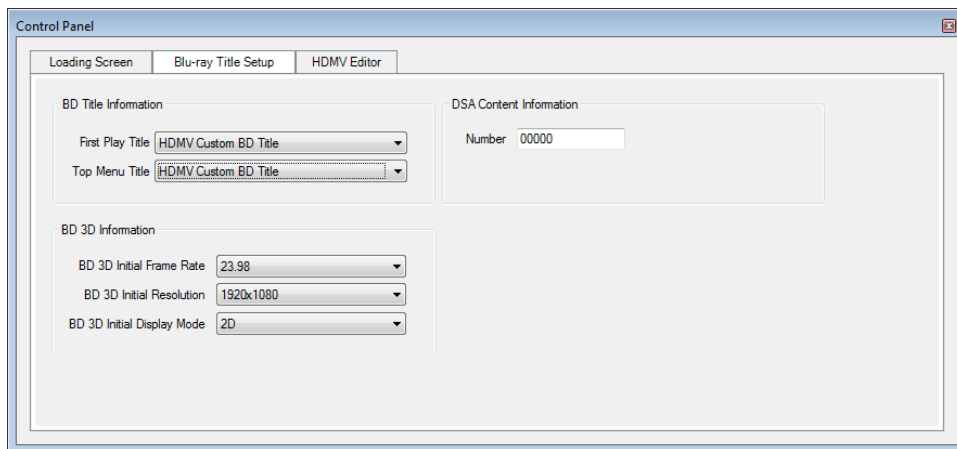 Control Panel
Loading Screen
Blu-ray Title Setup
HDMV Editor
BD Title Information
First Play Title HDMV Custom BD Title
Top Menu Title HDMV Custom BD Title
DSA Content Information
Number 00000
BD 3D Information
BD 3D Initial Frame Rate 23.98
BD 3D Initial Resolution 1920x1080
BD 3D Initial Display Mode 2D